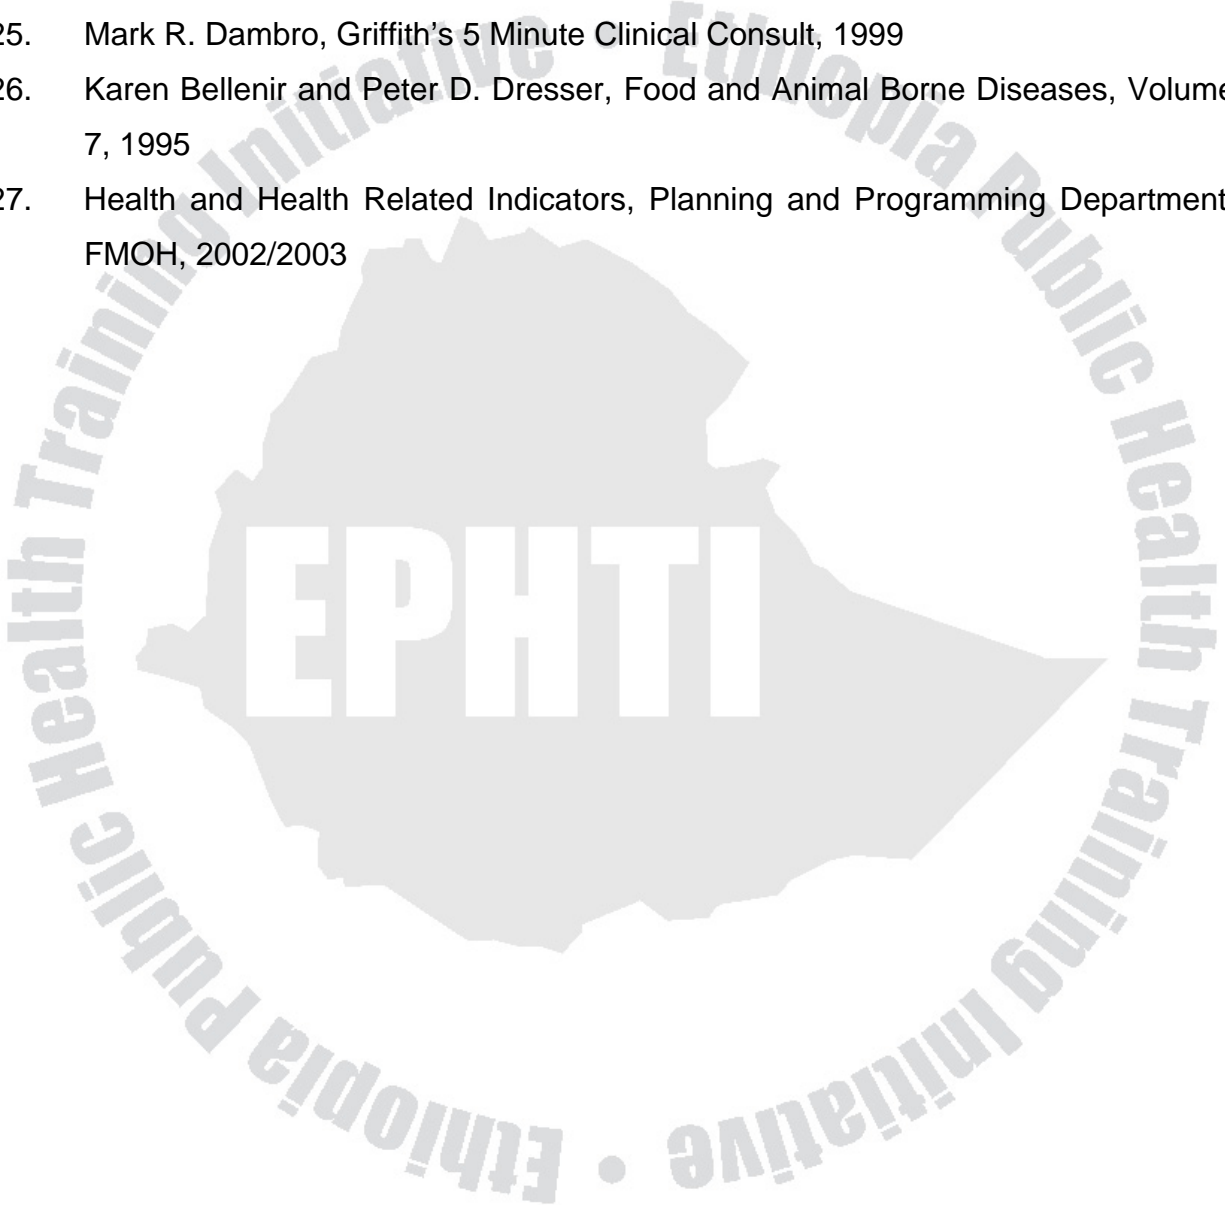 25. Mark R. Dambro, Griffith's 5 Minute Clinical Consult, 1999
26. Karen Bellenir and Peter D. Dresser, Food and Animal Borne Diseases, Volume
7, 1995
27. Health and Health Related Indicators, Planning and Programming Department
FMOH, 2002/2003
Ethiopia Public Health Training Initiative •
Ethiopia Public Health Training Initiative •
EPHTI